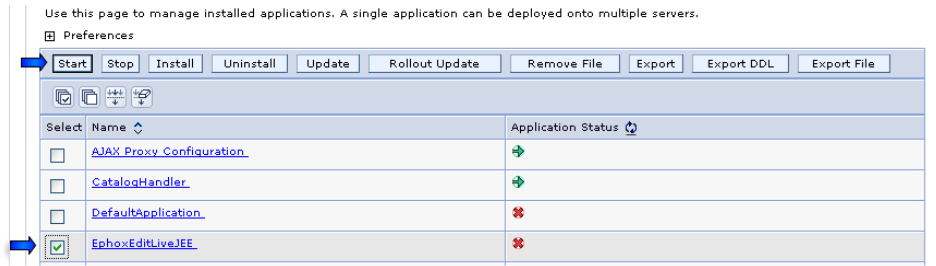 Use this page to manage installed applications. A single application can be deployed onto multiple servers.
Preferences
Start Stop Install Uninstall Update Rollout Update Remove File Export Export DDL Export File
Select Name Application Status
AJAX Proxy Configuration
CatalogHandler
DefaultApplication
EphoxEditLiveJEE